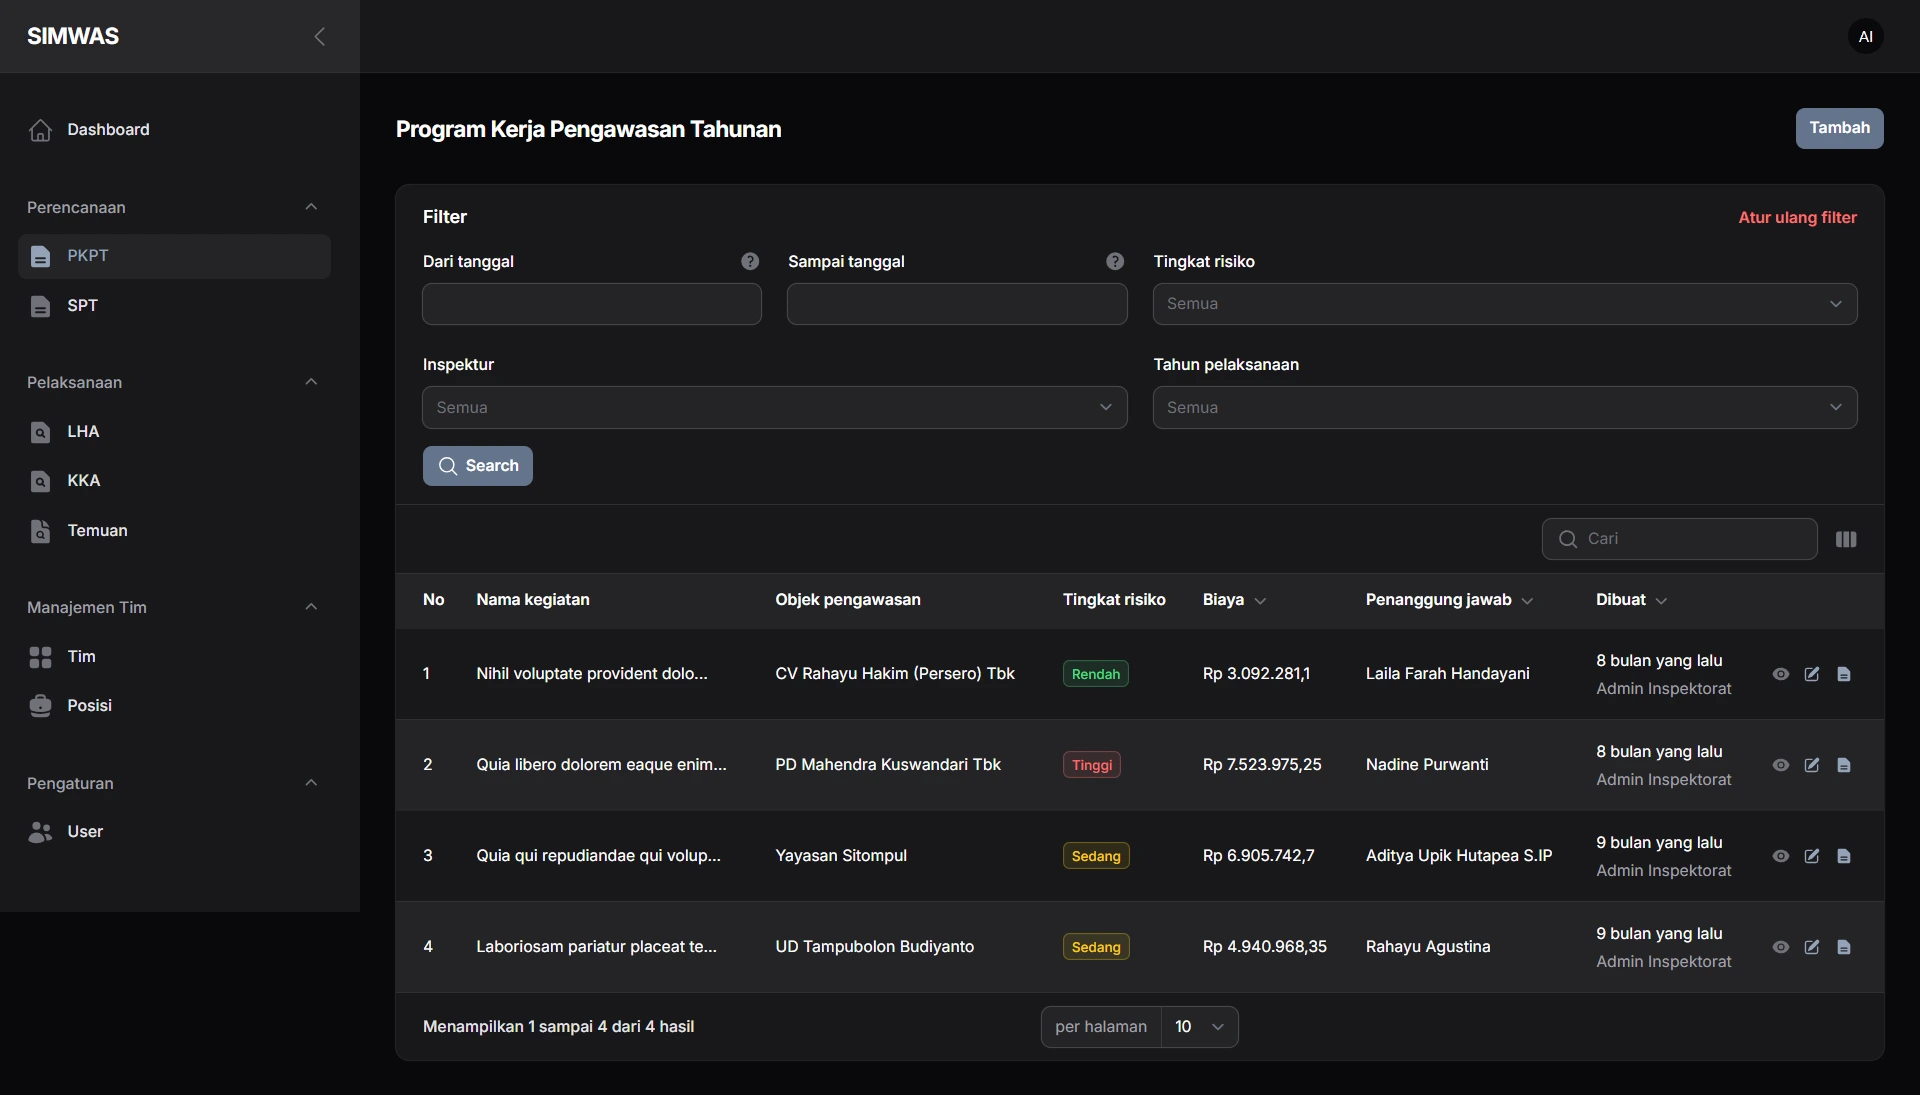 SIMWAS
AI
Dashboard
Perencanaan
PKPT
SPT
Pelaksanaan
LHA
KKA
Temuan
Manajemen Tim
Tim
Posisi
Pengaturan
User
Program Kerja Pengawasan Tahunan
Tambah
Filter
Atur ulang filter
Dari tanggal ?
Sampai tanggal ?
Tingkat risiko
Semua
Inspektur
Tahun pelaksanaan
Semua
Semua
Search
Cari
No Nama kegiatan Objek pengawasan Tingkat risiko Biaya Penanggung jawab Dibuat
1 Nihil voluptate provident dolo... CV Rahayu Hakim (Persero) Tbk Rendah Rp 3.092.281,1 Laila Farah Handayani 8 bulan yang lalu
Admin Inspektorat
2 Quia libero dolorem eaque enim... PD Mahendra Kuswandari Tbk Tinggi Rp 7.523.975,25 Nadine Purwanti 8 bulan yang lalu
Admin Inspektorat
3 Quia qui repudiandae qui volup... Yayasan Sitompul Sedang Rp 6.905.742,7 Aditya Upik Hutapea S.IP 9 bulan yang lalu
Admin Inspektorat
4 Laboriosam pariatur placeat te... UD Tampubolon Budiyanto Sedang Rp 4.940.968,35 Rahayu Agustina 9 bulan yang lalu
Admin Inspektorat
Menampilkan 1 sampai 4 dari 4 hasil
per halaman 10